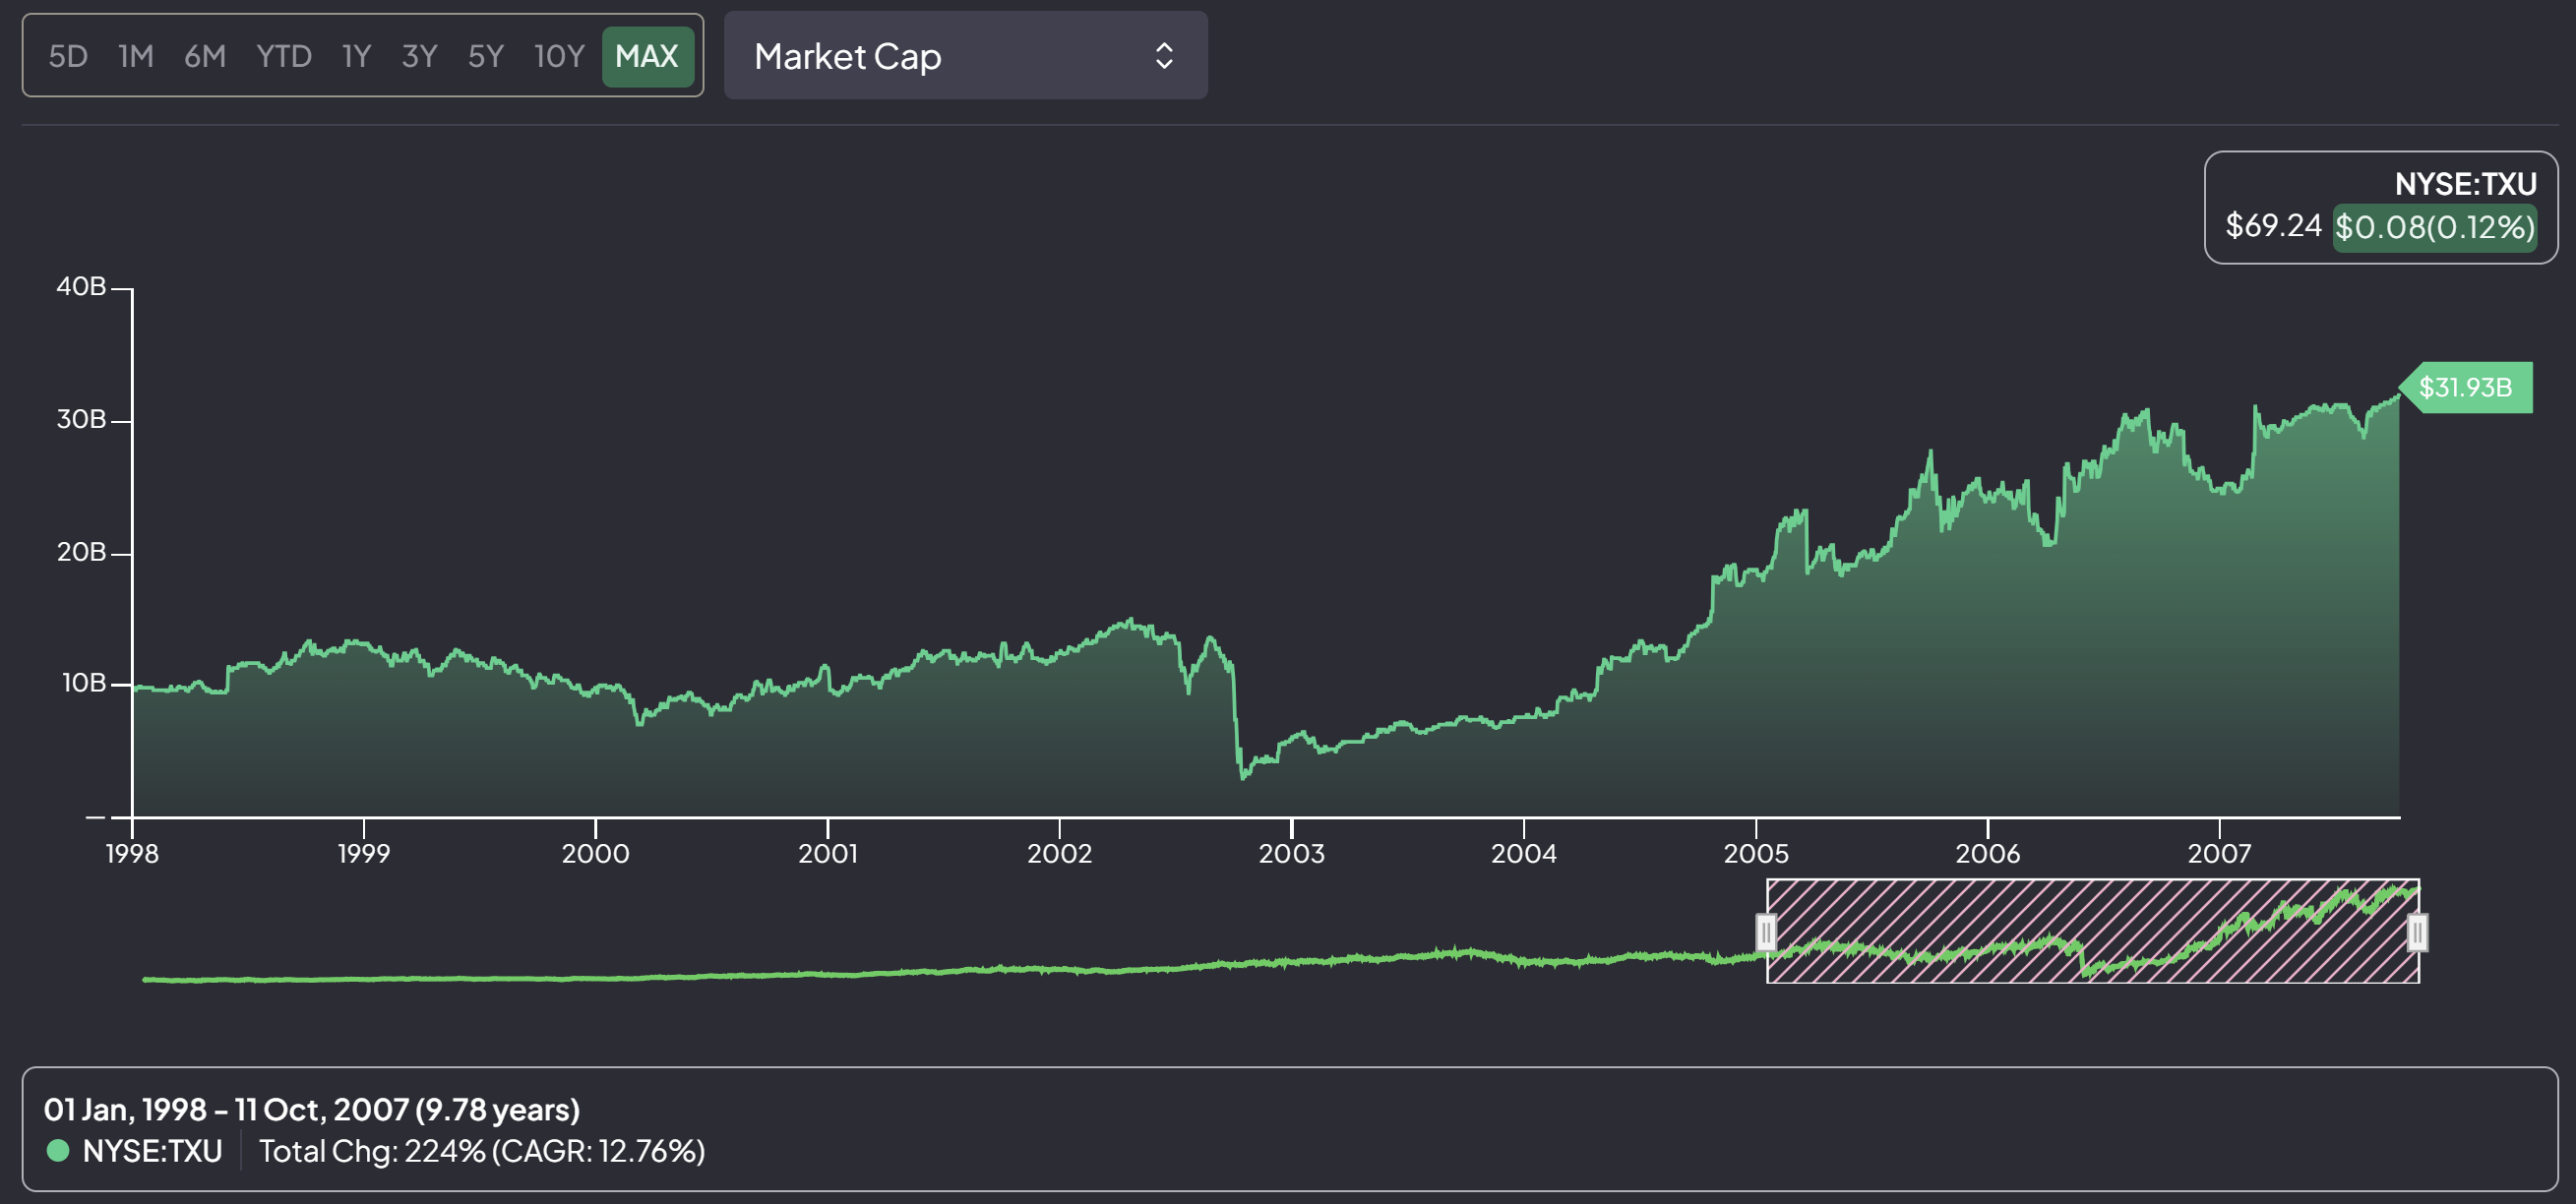 5D 1M 6M YTD 1Y 3Y 5Y 10Y MAX Market Cap
NYSE:TXU
$69.24 $0.08(0.12%)
40B
$31.93B
30B
20B
10B
—
1998 1999 2000 2001 2002 2003 2004 2005 2006 2007
01 Jan, 1998 - 11 Oct, 2007 (9.78 years)
NYSE:TXU Total Chg: 224% (CAGR: 12.76%)